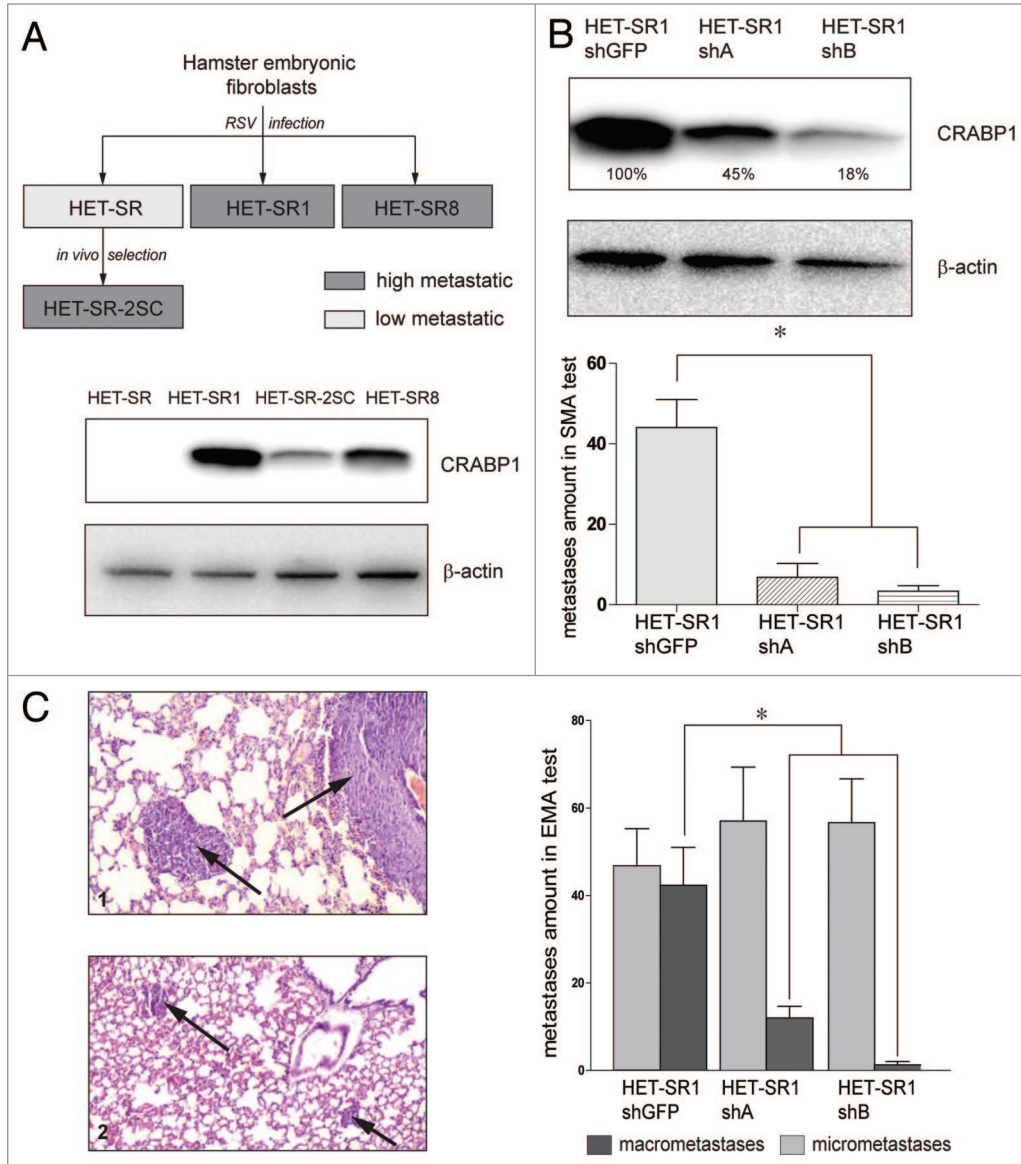 A
Hamster embryonic
fibroblasts
RSV infection
HET-SR
HET-SR1
HET-SR8
in vivo selection
HET-SR-2SC
high metastatic
low metastatic
HET-SR HET-SR1 HET-SR-2SC HET-SR8
CRABP1
β-actin
B
HET-SR1 HET-SR1 HET-SR1
shGFP shA shB
CRABP1
100% 45% 18%
β-actin
*
metastases amount in SMA test
60
40
20
0
HET-SR1 HET-SR1 HET-SR1
shGFP shA shB
C
1
2
*
metastases amount in EMA test
80
60
40
20
0
HET-SR1 HET-SR1 HET-SR1
shGFP shA shB
macrometastases micrometastases